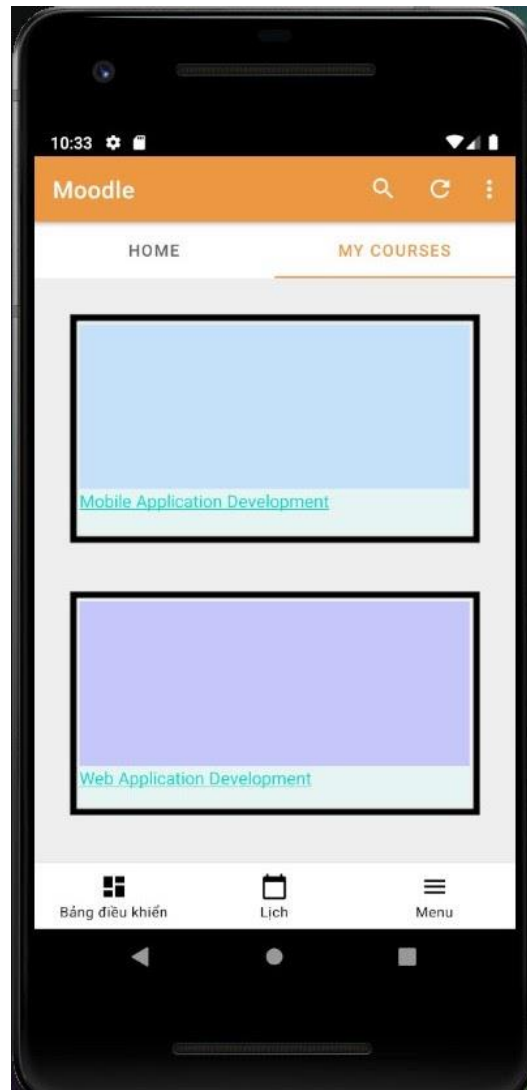 10:33
Moodle
HOME
MY COURSES
Mobile Application Development
Web Application Development
Bảng điều khiển
Lịch
Menu